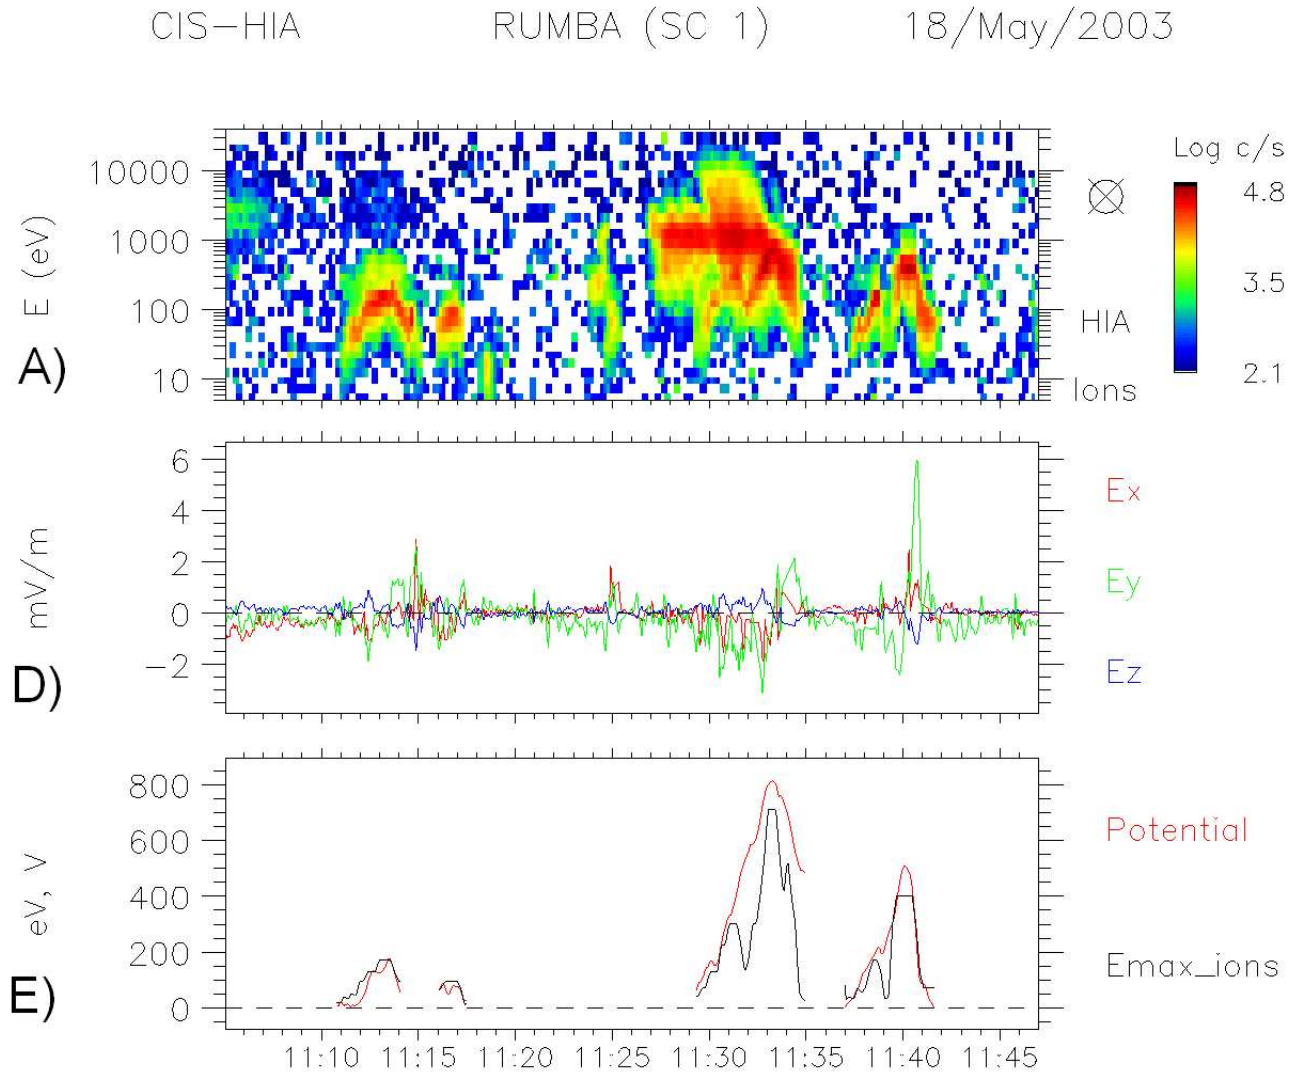 CIS-HIA RUMBA (SC 1) 18/May/2003
Log c/s
10000
1000
100
10
E (eV)
A)
4.8
3.5
2.1
HIA
Ions
6
4
2
0
-2
mV/m
D)
Ex
Ey
Ez
800
600
400
200
0
eV, V
E)
Potential
Emax_ions
11:10 11:15 11:20 11:25 11:30 11:35 11:40 11:45